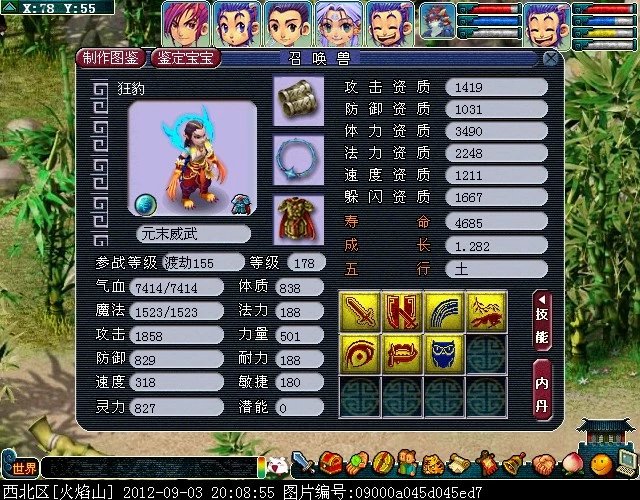 X:78 Y:55
制作图鉴 鉴定宝宝 召唤兽
狂豹
元末威武
参战等级 渡劫155 等级 178
气血 7414/7414 体质 838
魔法 1523/1523 法力 188
攻击 1858 力量 501
防御 829 耐力 188
速度 318 敏捷 180
灵力 827 潜能 0
攻击资质 1419
防御资质 1031
体力资质 3490
法力资质 2248
速度资质 1211
躲闪资质 1667
寿命 4685
成长 1.282
五行 土
技能
内丹
世界
西北区[火焰山] 2012-09-03 20:08:55 图片编号:09000a045d045ed7